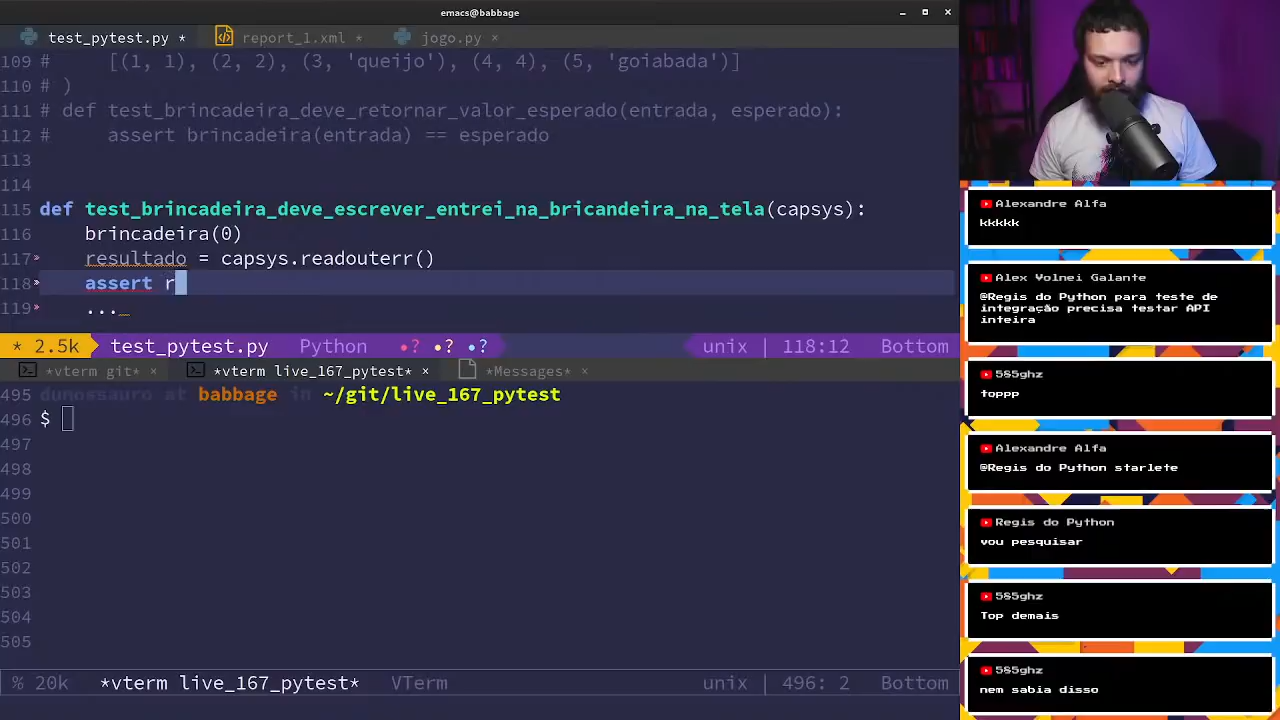 emacs@babbage
test_pytest.py * report_1.xml * jogo.py ×
109 #     [(1, 1), (2, 2), (3, 'queijo'), (4, 4), (5, 'goiabada')]
110 # )
111 # def test_brincadeira_deve_retornar_valor_esperado(entrada, esperado):
112 #     assert brincadeira(entrada) == esperado
113
114
115 def test_brincadeira_deve_escrever_entrei_na_bricandeira_na_tela(capsys):
116     brincadeira(0)
117     resultado = capsys.readouterr()
118     assert r
119     ...
* 2.5k test_pytest.py Python •? •? •? unix | 118:12 Bottom
*vterm git* × *vterm live_167_pytest* × *Messages* ×
495 dunossauro at babbage in ~/git/live_167_pytest
496 $
497
498
499
500
501
502
503
504
505
% 20k *vterm live_167_pytest* VTerm unix | 496: 2 Bottom
Alexandre Alfa
kkkkk
Alex Volnei Galante
@Regis do Python para teste de
integração precisa testar API
inteira
585ghz
toppp
Alexandre Alfa
@Regis do Python starlete
Regis do Python
vou pesquisar
585ghz
Top demais
585ghz
nem sabia disso